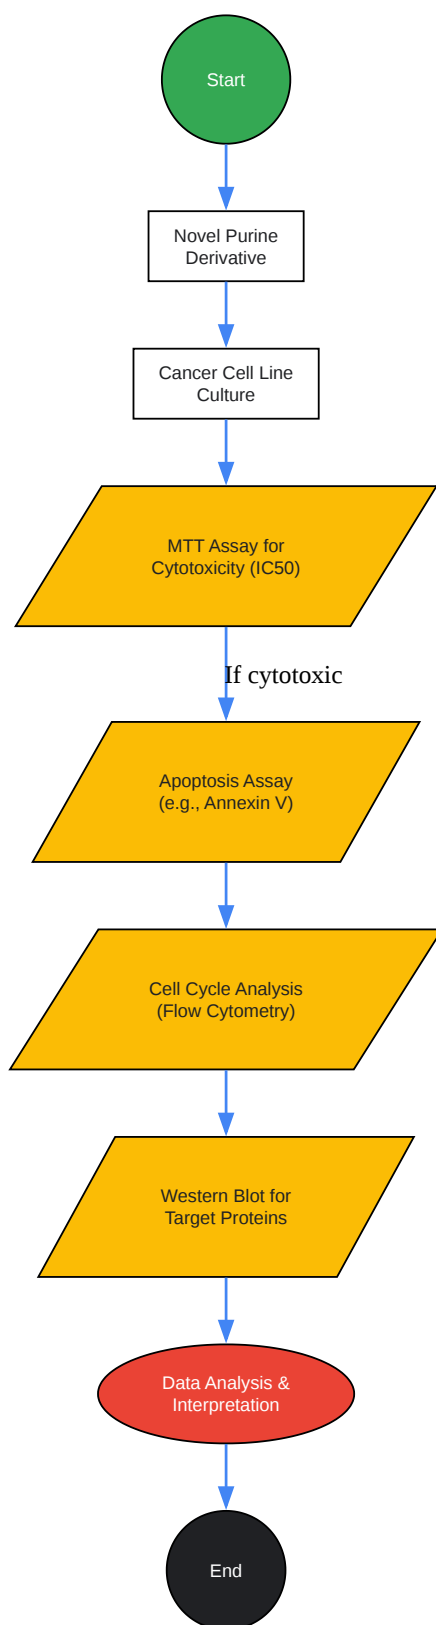 Start
Novel Purine
Derivative
Cancer Cell Line
Culture
MTT Assay for
Cytotoxicity (IC50)
If cytotoxic
Apoptosis Assay
(e.g., Annexin V)
Cell Cycle Analysis
(Flow Cytometry)
Western Blot for
Target Proteins
Data Analysis &
Interpretation
End